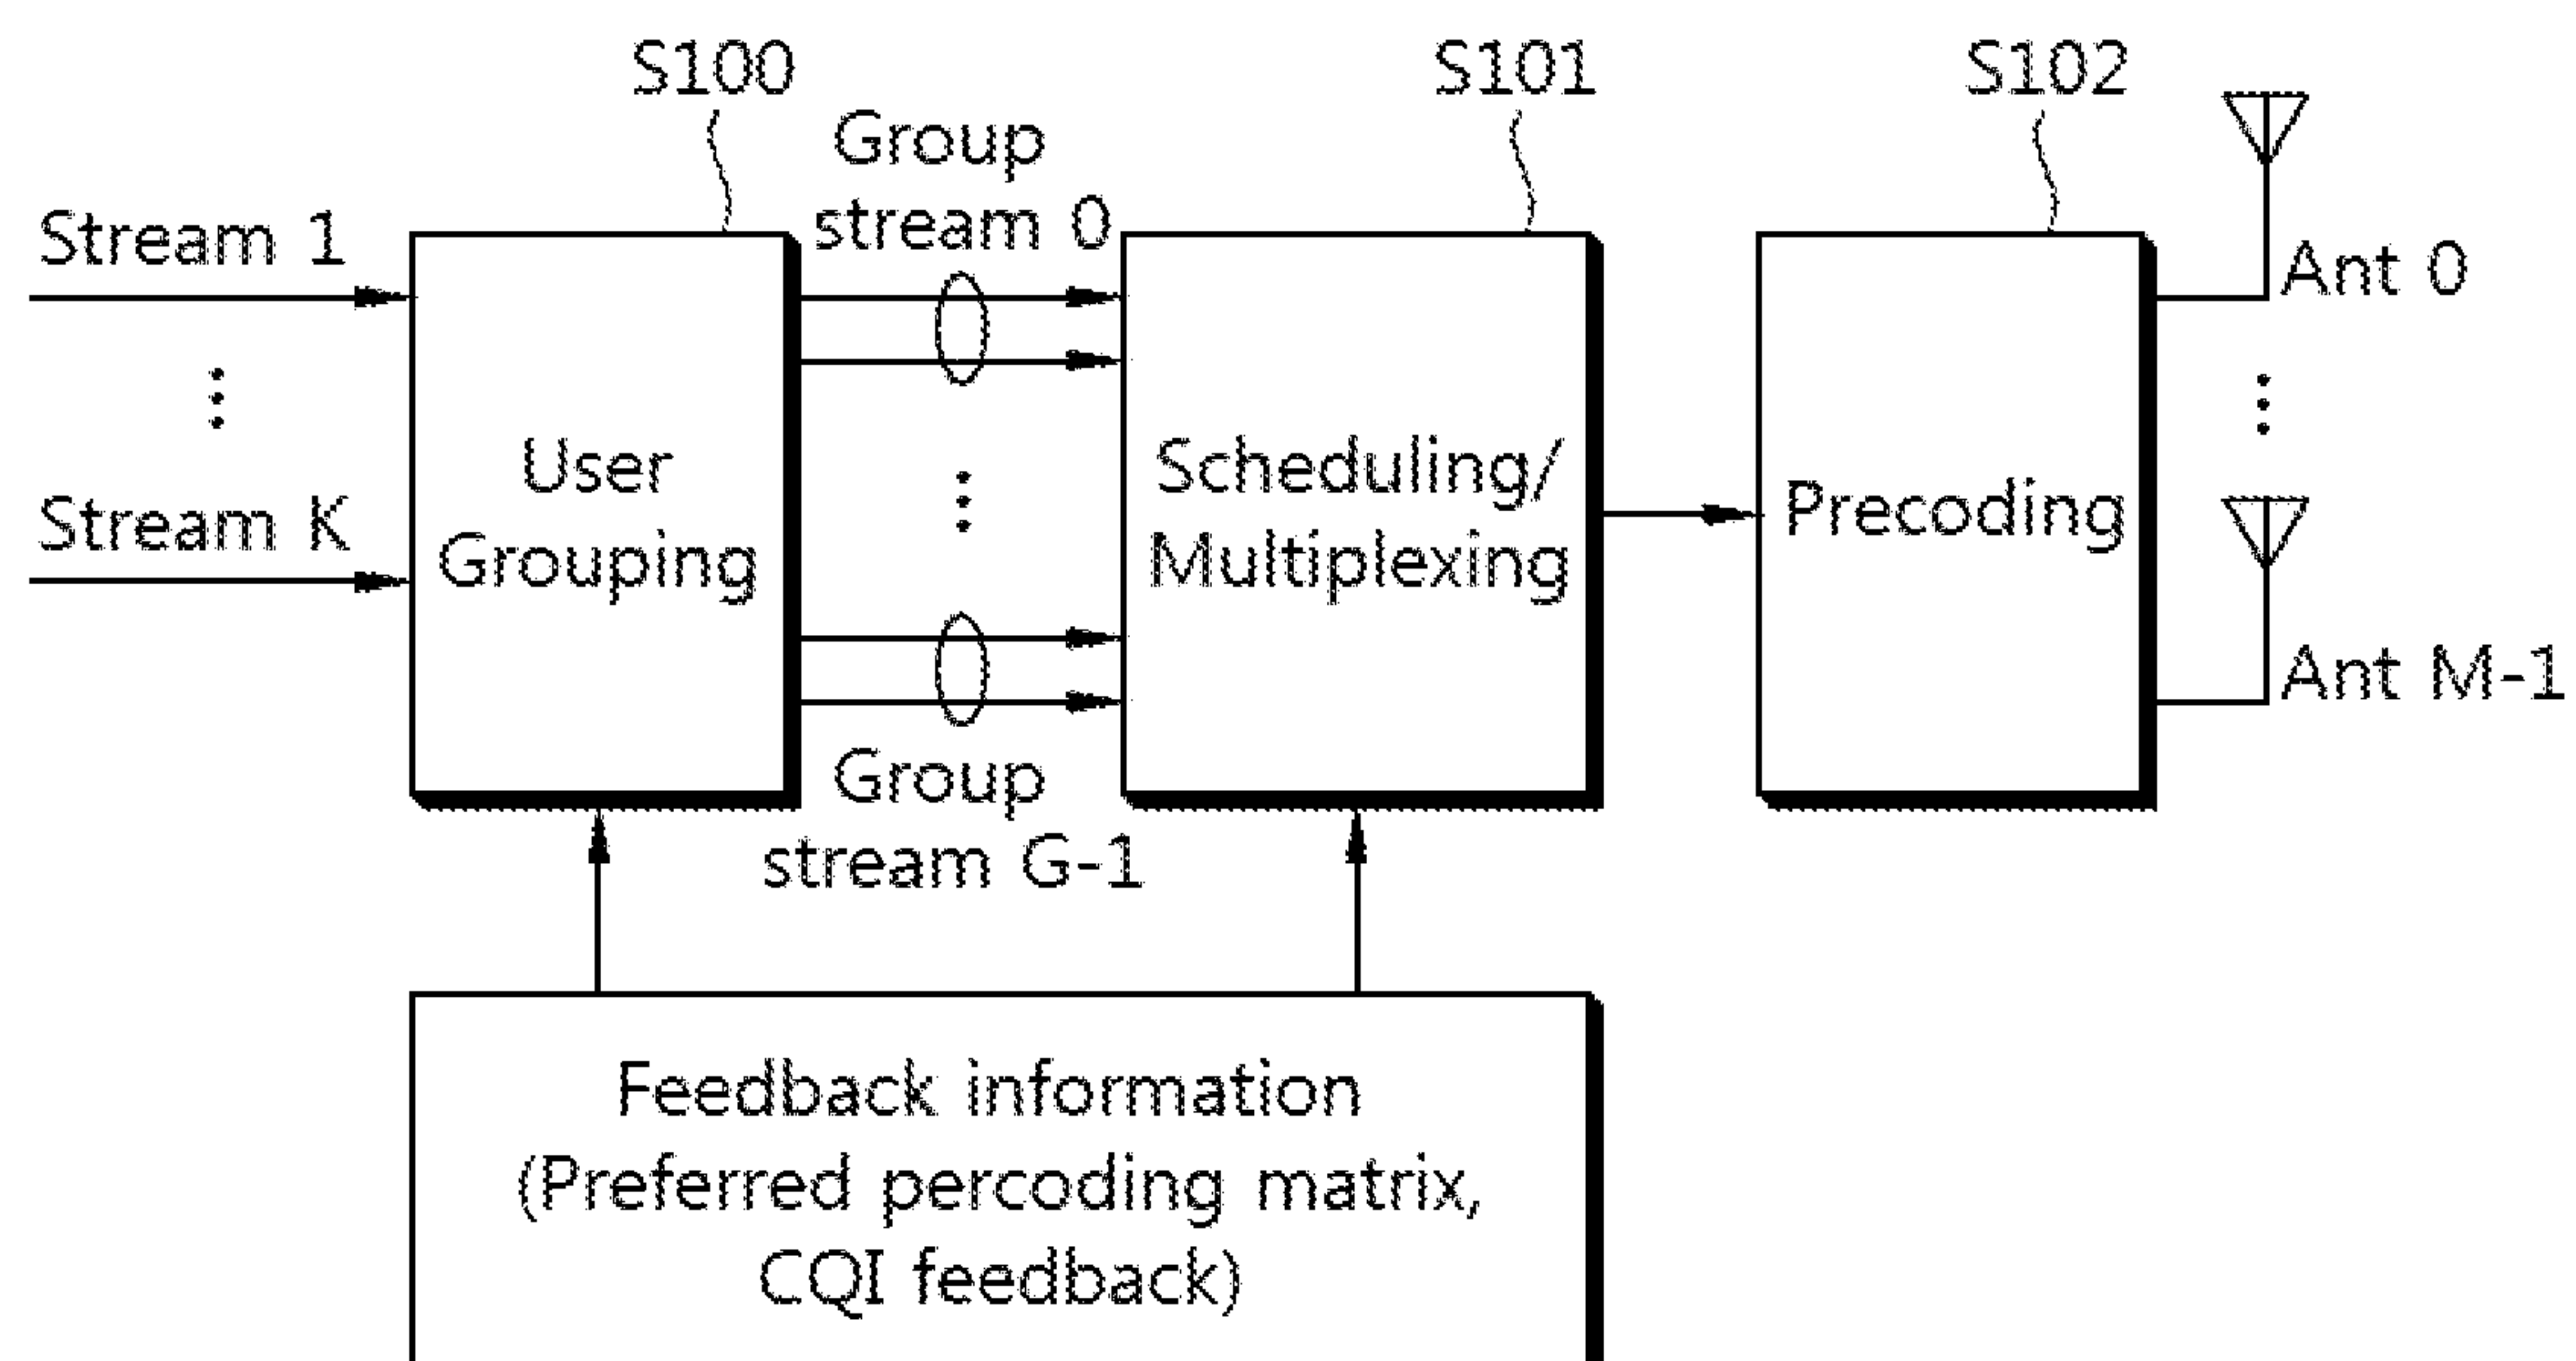 S100
S101
S102
Group
stream 0
Stream 1
Ant 0
User
Grouping
Scheduling/
Multiplexing
Precoding
Stream K
Ant M-1
Group
stream G-1
Feedback information
(Preferred percoding matrix,
CQI feedback)